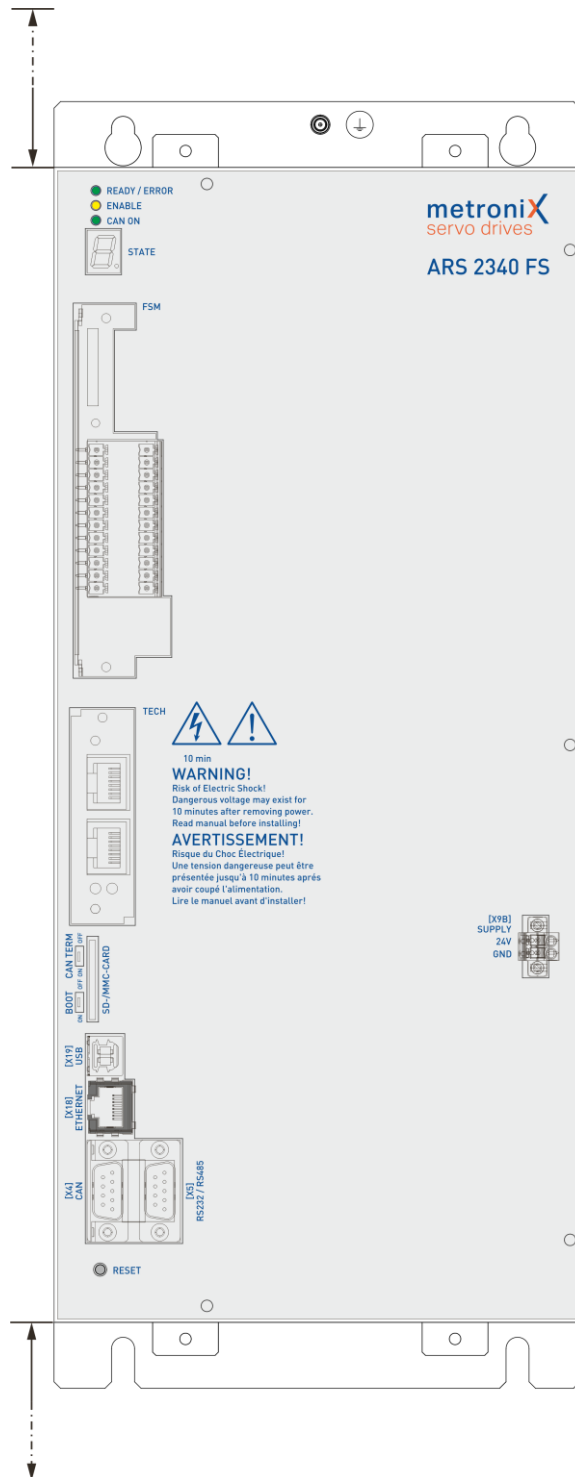 READY / ERROR
ENABLE
CAN ON
STATE
metroniX
servo drives
ARS 2340 FS
FSM
TECH
10 min
WARNING!
Risk of Electric Shock!
Dangerous voltage may exist for
10 minutes after removing power.
Read manual before installing!
AVERTISSEMENT!
Risque du Choc Électrique!
Une tension dangereuse peut être
présentée jusqu'à 10 minutes aprés
avoir coupé l'alimentation.
Lire le manuel avant d'installer!
[X9B]
SUPPLY
24V
GND
CAN TERM
ON OFF
BOOT
ON OFF
SD-/MMC-CARD
[X19]
USB
[X18]
ETHERNET
[X4]
CAN
[X5]
RS232 / RS485
RESET